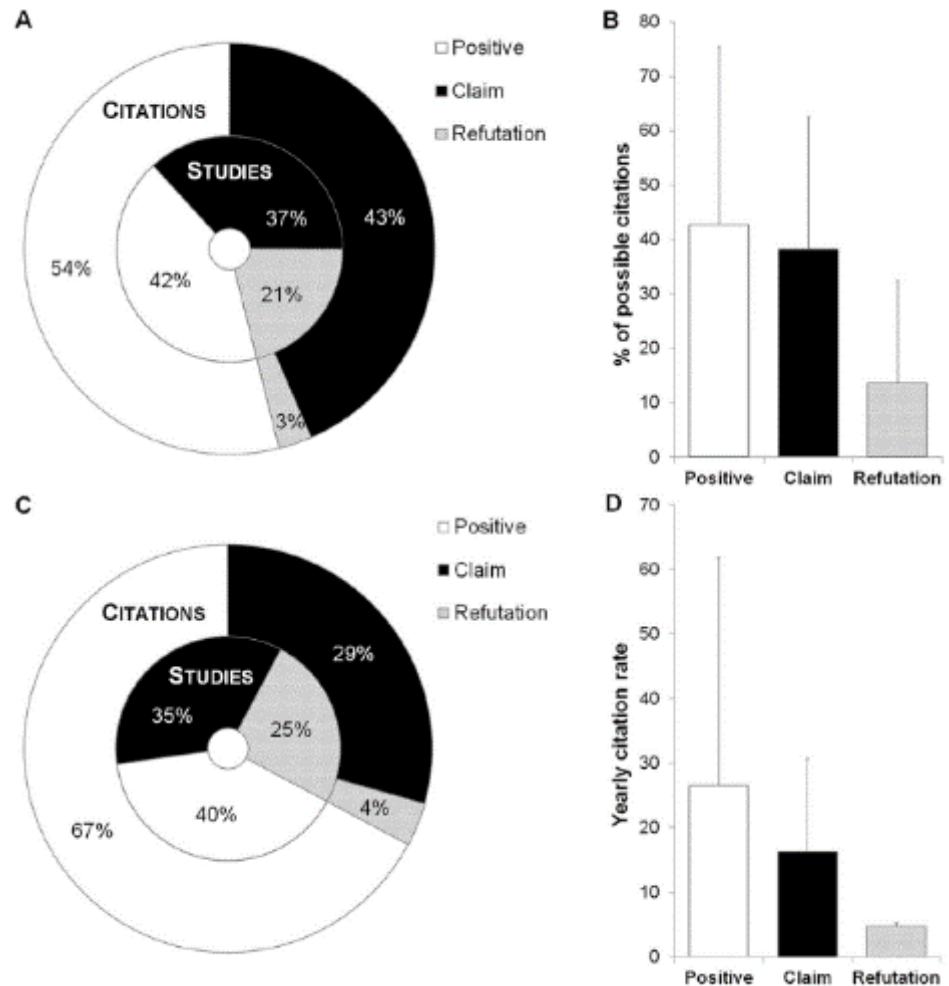 A
CITATIONS
STUDIES
37%
43%
54%
42%
21%
3%
Positive
Claim
Refutation
B
% of possible citations
80
70
60
50
40
30
20
10
0
Positive Claim Refutation
C
CITATIONS
STUDIES
29%
35%
25%
67%
40%
4%
Positive
Claim
Refutation
D
Yearly citation rate
70
60
50
40
30
20
10
0
Positive Claim Refutation